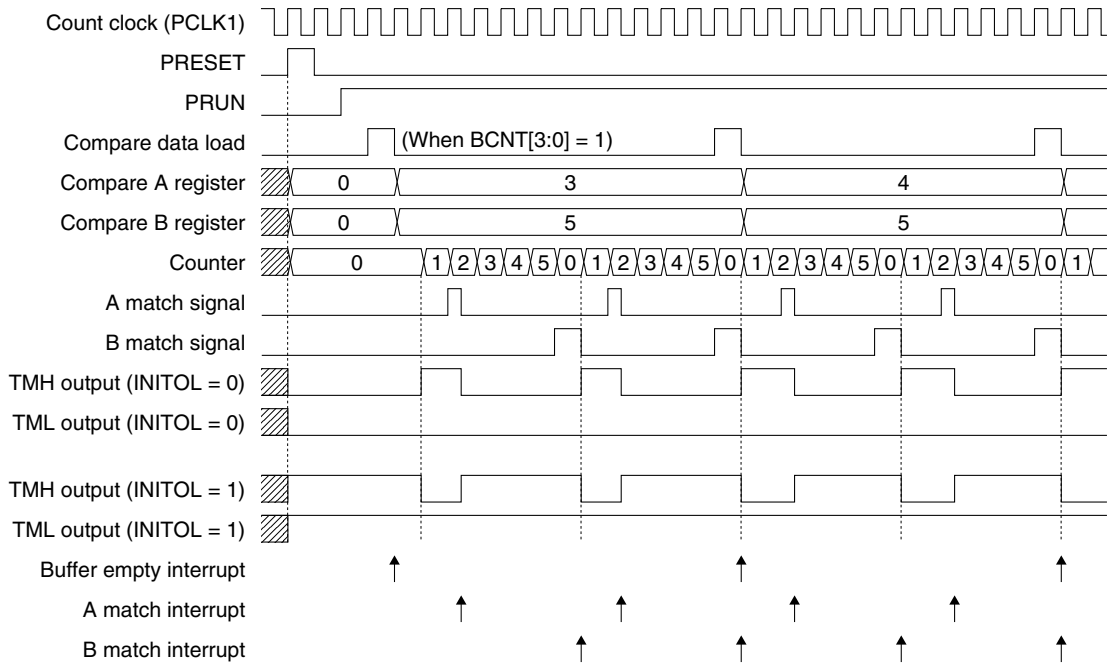 Count clock (PCLK1)
PRESET
PRUN
Compare data load (When BCNT[3:0] = 1)
Compare A register 0 3 4
Compare B register 0 5 5
Counter 0 1 2 3 4 5 0 1 2 3 4 5 0 1 2 3 4 5 0 1 2 3 4 5 0 1
A match signal
B match signal
TMH output (INITOL = 0)
TML output (INITOL = 0)
TMH output (INITOL = 1)
TML output (INITOL = 1)
Buffer empty interrupt
A match interrupt
B match interrupt